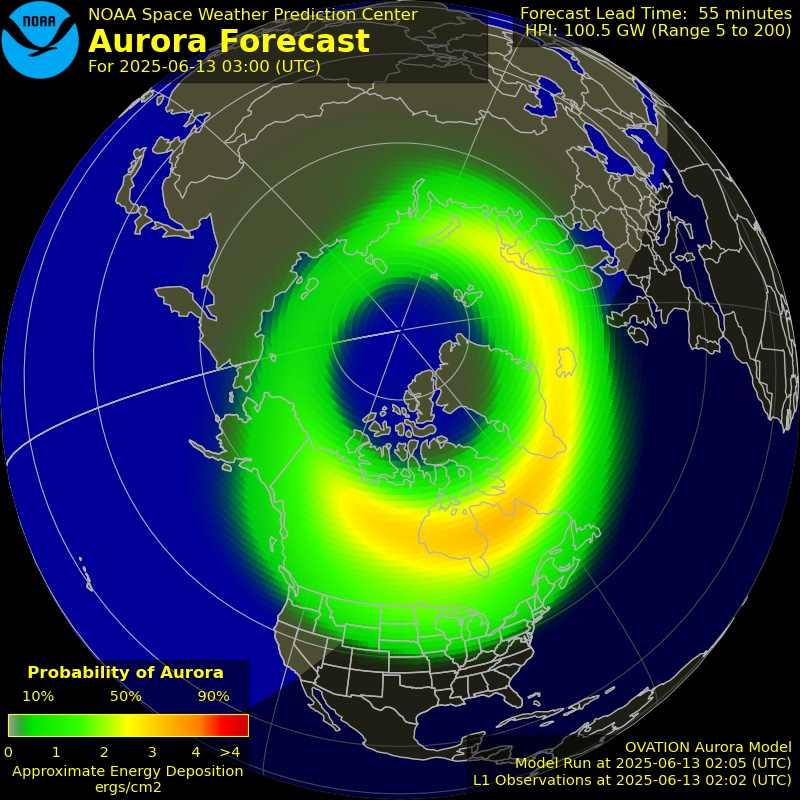 NOAA
NOAA Space Weather Prediction Center
Aurora Forecast
For 2025-06-13 03:00 (UTC)
Forecast Lead Time: 55 minutes
HPI: 100.5 GW (Range 5 to 200)
Probability of Aurora
10% 50% 90%
0 1 2 3 4 >4
Approximate Energy Deposition
ergs/cm2
OVATION Aurora Model
Model Run at 2025-06-13 02:05 (UTC)
L1 Observations at 2025-06-13 02:02 (UTC)